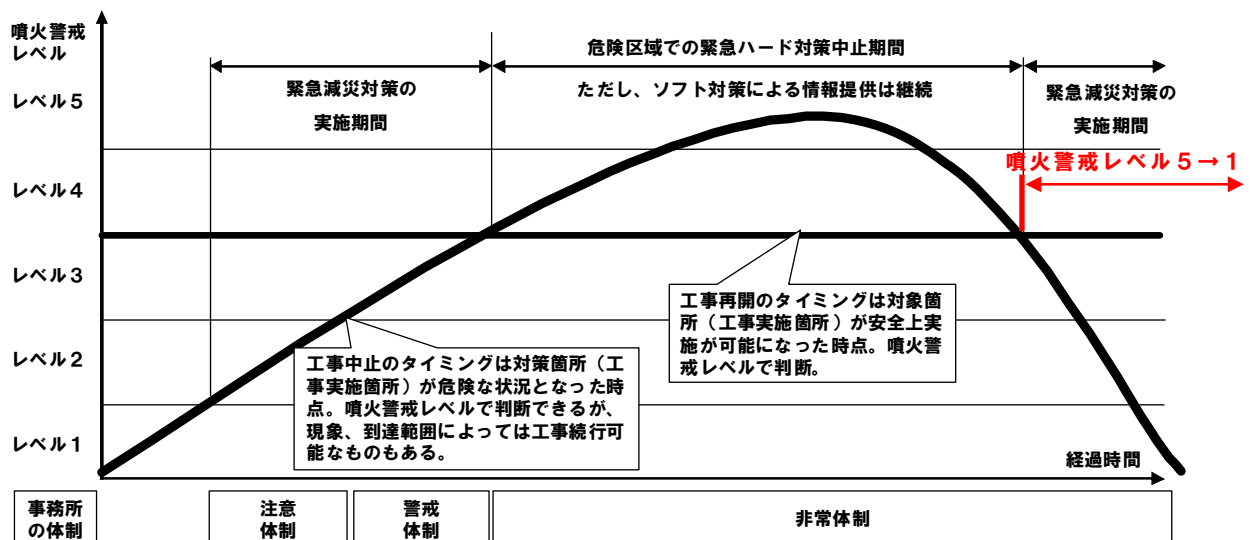 噴火警戒
レベル
危険区域での緊急ハード対策中止期間
緊急減災対策の
実施期間
ただし、ソフト対策による情報提供は継続
緊急減災対策の
実施期間
レベル５
噴火警戒レベル５→１
レベル４
レベル３
工事再開のタイミングは対象箇
所（工事実施箇所）が安全上実
施が可能になった時点。噴火警
戒レベルで判断。
レベル２
工事中止のタイミングは対策箇所（工
事実施箇所）が危険な状況となった時
点。噴火警戒レベルで判断できるが、
現象、到達範囲によっては工事続行可
能なものもある。
レベル１
経過時間
事務所
の体制
注意
体制
警戒
体制
非常体制